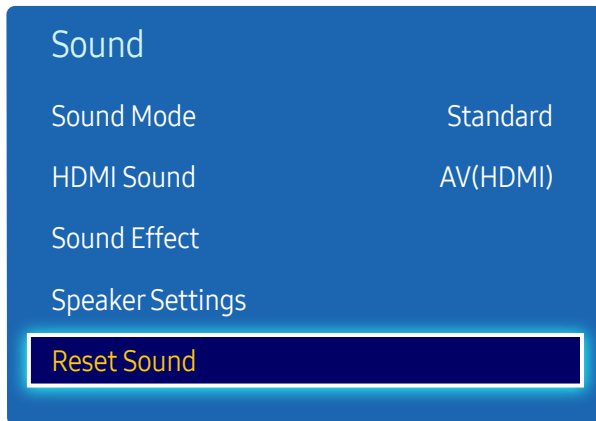 Sound
Sound Mode Standard
HDMI Sound AV(HDMI)
Sound Effect
Speaker Settings
Reset Sound